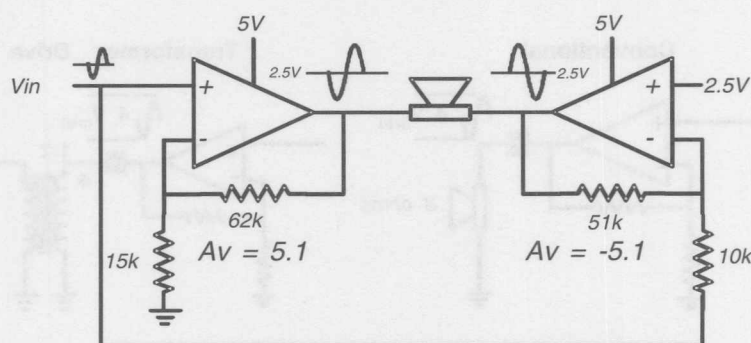 5V
5V
Vin
+
2.5V
2.5V
+
2.5V
-
-
62k
51k
15k
Av = 5.1
Av = -5.1
10k